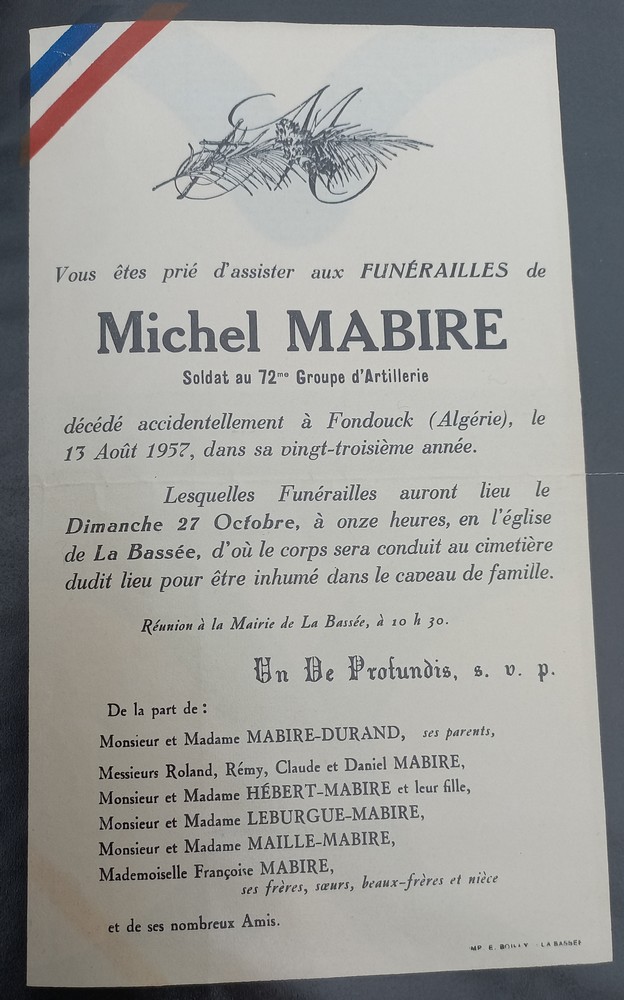 M
Vous êtes prié d'assister aux FUNÉRAILLES de
Michel MABIRE
Soldat au 72me Groupe d'Artillerie
décédé accidentellement à Fondouck (Algérie), le
13 Août 1957, dans sa vingt-troisième année.
Lesquelles Funérailles auront lieu le
Dimanche 27 Octobre, à onze heures, en l'église
de La Bassée, d'où le corps sera conduit au cimetière
dudit lieu pour être inhumé dans le caveau de famille.
Réunion à la Mairie de La Bassée, à 10 h 30.
Un De Profundis, s. v. p.
De la part de :
Monsieur et Madame MABIRE-DURAND, ses parents,
Messieurs Roland, Rémy, Claude et Daniel MABIRE,
Monsieur et Madame HÉBERT-MABIRE et leur fille,
Monsieur et Madame LEBURGUE-MABIRE,
Monsieur et Madame MAILLE-MABIRE,
Mademoiselle Françoise MABIRE,
ses frères, sœurs, beaux-frères et nièce
et de ses nombreux Amis.
IMP. E. - LA BASSÉE